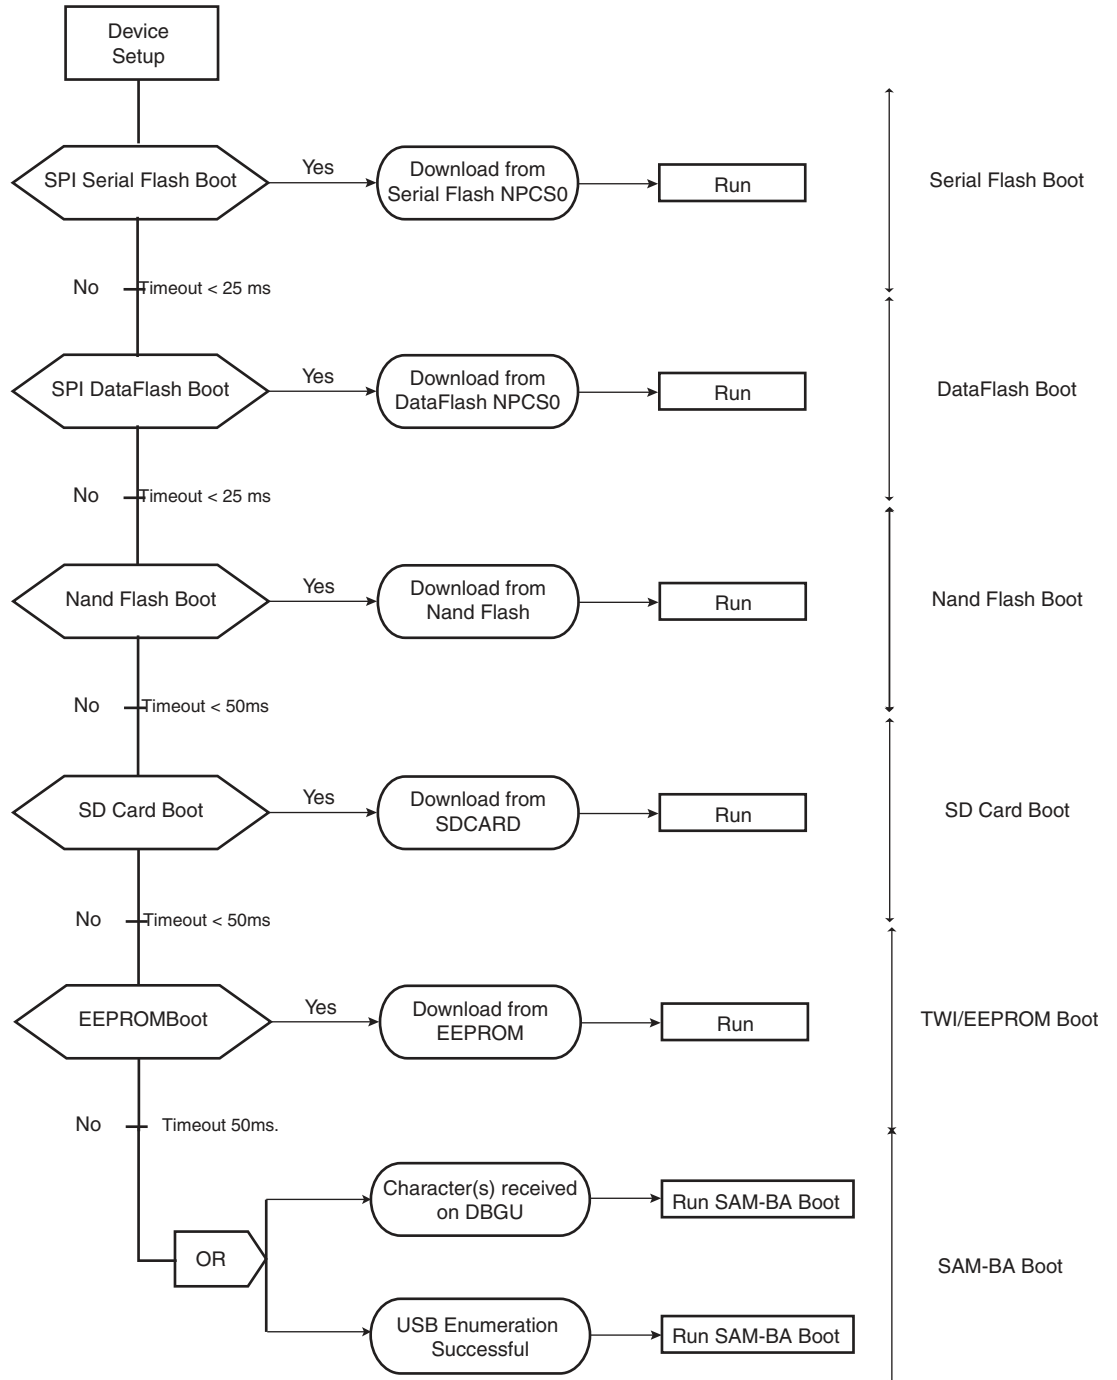 Device
Setup
SPI Serial Flash Boot
Yes
Download from
Serial Flash NPCS0
Run
Serial Flash Boot
No
Timeout < 25 ms
SPI DataFlash Boot
Yes
Download from
DataFlash NPCS0
Run
DataFlash Boot
No
Timeout < 25 ms
Nand Flash Boot
Yes
Download from
Nand Flash
Run
Nand Flash Boot
No
Timeout < 50ms
SD Card Boot
Yes
Download from
SDCARD
Run
SD Card Boot
No
Timeout < 50ms
EEPROMBoot
Yes
Download from
EEPROM
Run
TWI/EEPROM Boot
No
Timeout 50ms.
Character(s) received
on DBGU
Run SAM-BA Boot
OR
SAM-BA Boot
USB Enumeration
Successful
Run SAM-BA Boot